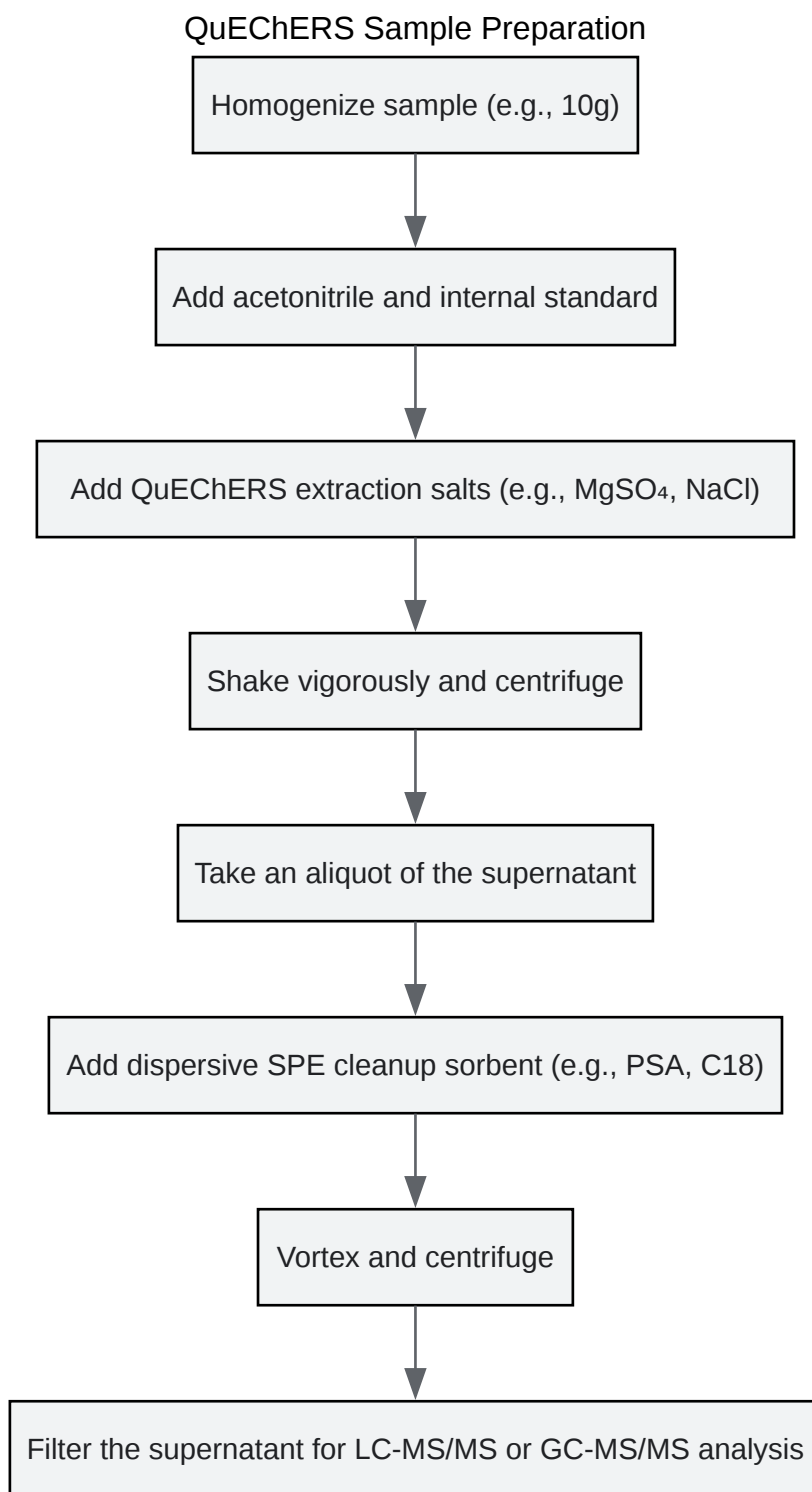 QuEChERS Sample Preparation
Homogenize sample (e.g., 10g)
Add acetonitrile and internal standard
Add QuEChERS extraction salts (e.g., MgSO₄, NaCl)
Shake vigorously and centrifuge
Take an aliquot of the supernatant
Add dispersive SPE cleanup sorbent (e.g., PSA, C18)
Vortex and centrifuge
Filter the supernatant for LC-MS/MS or GC-MS/MS analysis